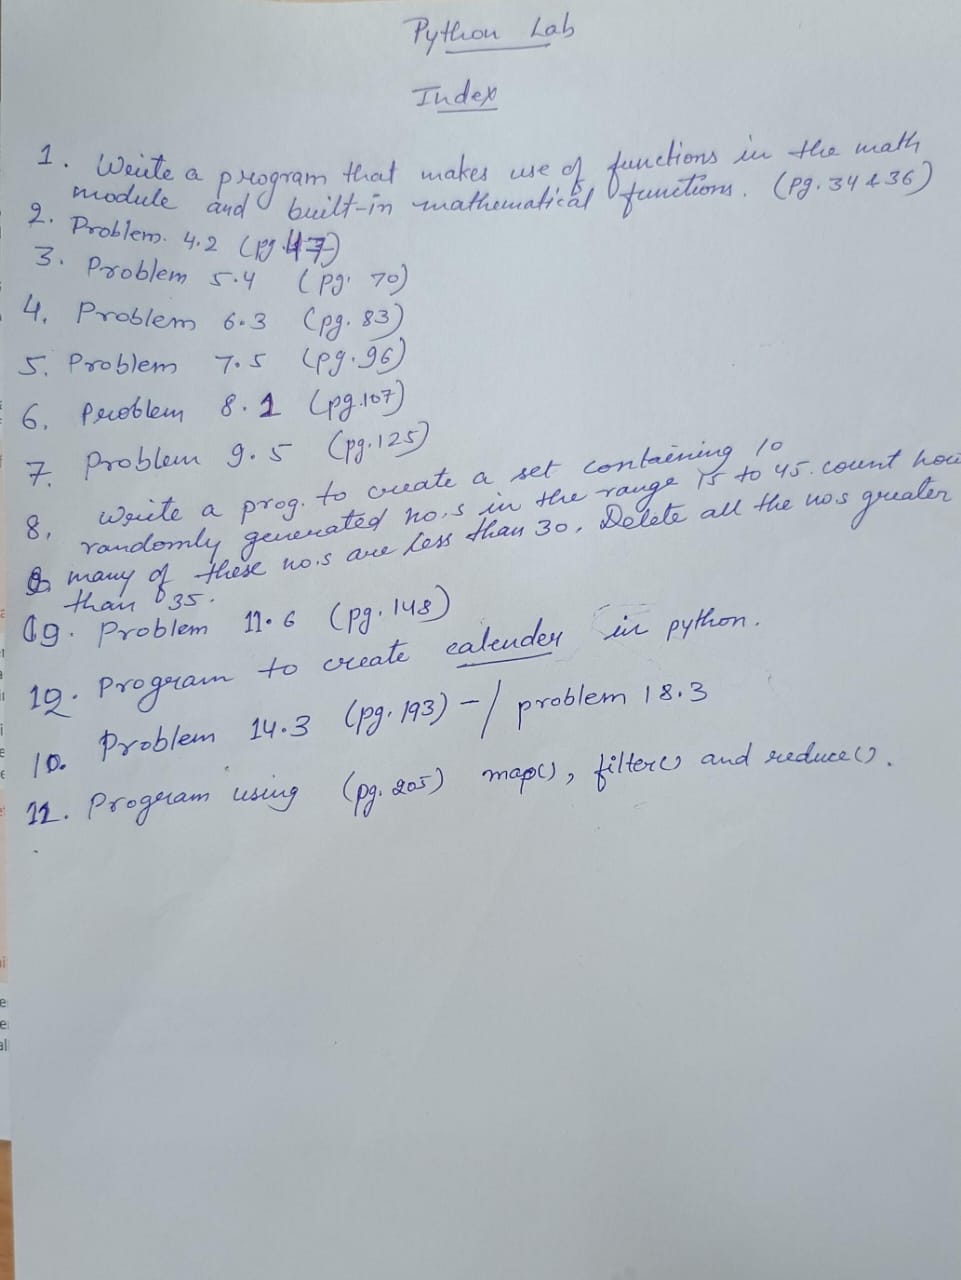 Python Lab
Index
1. Write a program that makes use of functions in the math
module and built-in mathematical functions. (Pg. 34 & 36)
2. Problem. 4.2 (pg. 47)
3. Problem 5.4 (pg. 70)
4. Problem 6.3 (pg. 83)
5. Problem 7.5 (pg. 96)
6. Problem 8.1 (pg.107)
7. Problem 9.5 (pg.125)
8. Write a prog. to create a set containing 10
randomly generated no.s in the range 15 to 45. count how
many of these no.s are less than 30. Delete all the no.s greater
than 35.
9. Problem 11.6 (pg. 148)
10. Program to create calender in python.
10. Problem 14.3 (pg. 193) - / problem 18.3
11. Program using (pg. 205) map(), filter() and reduce().